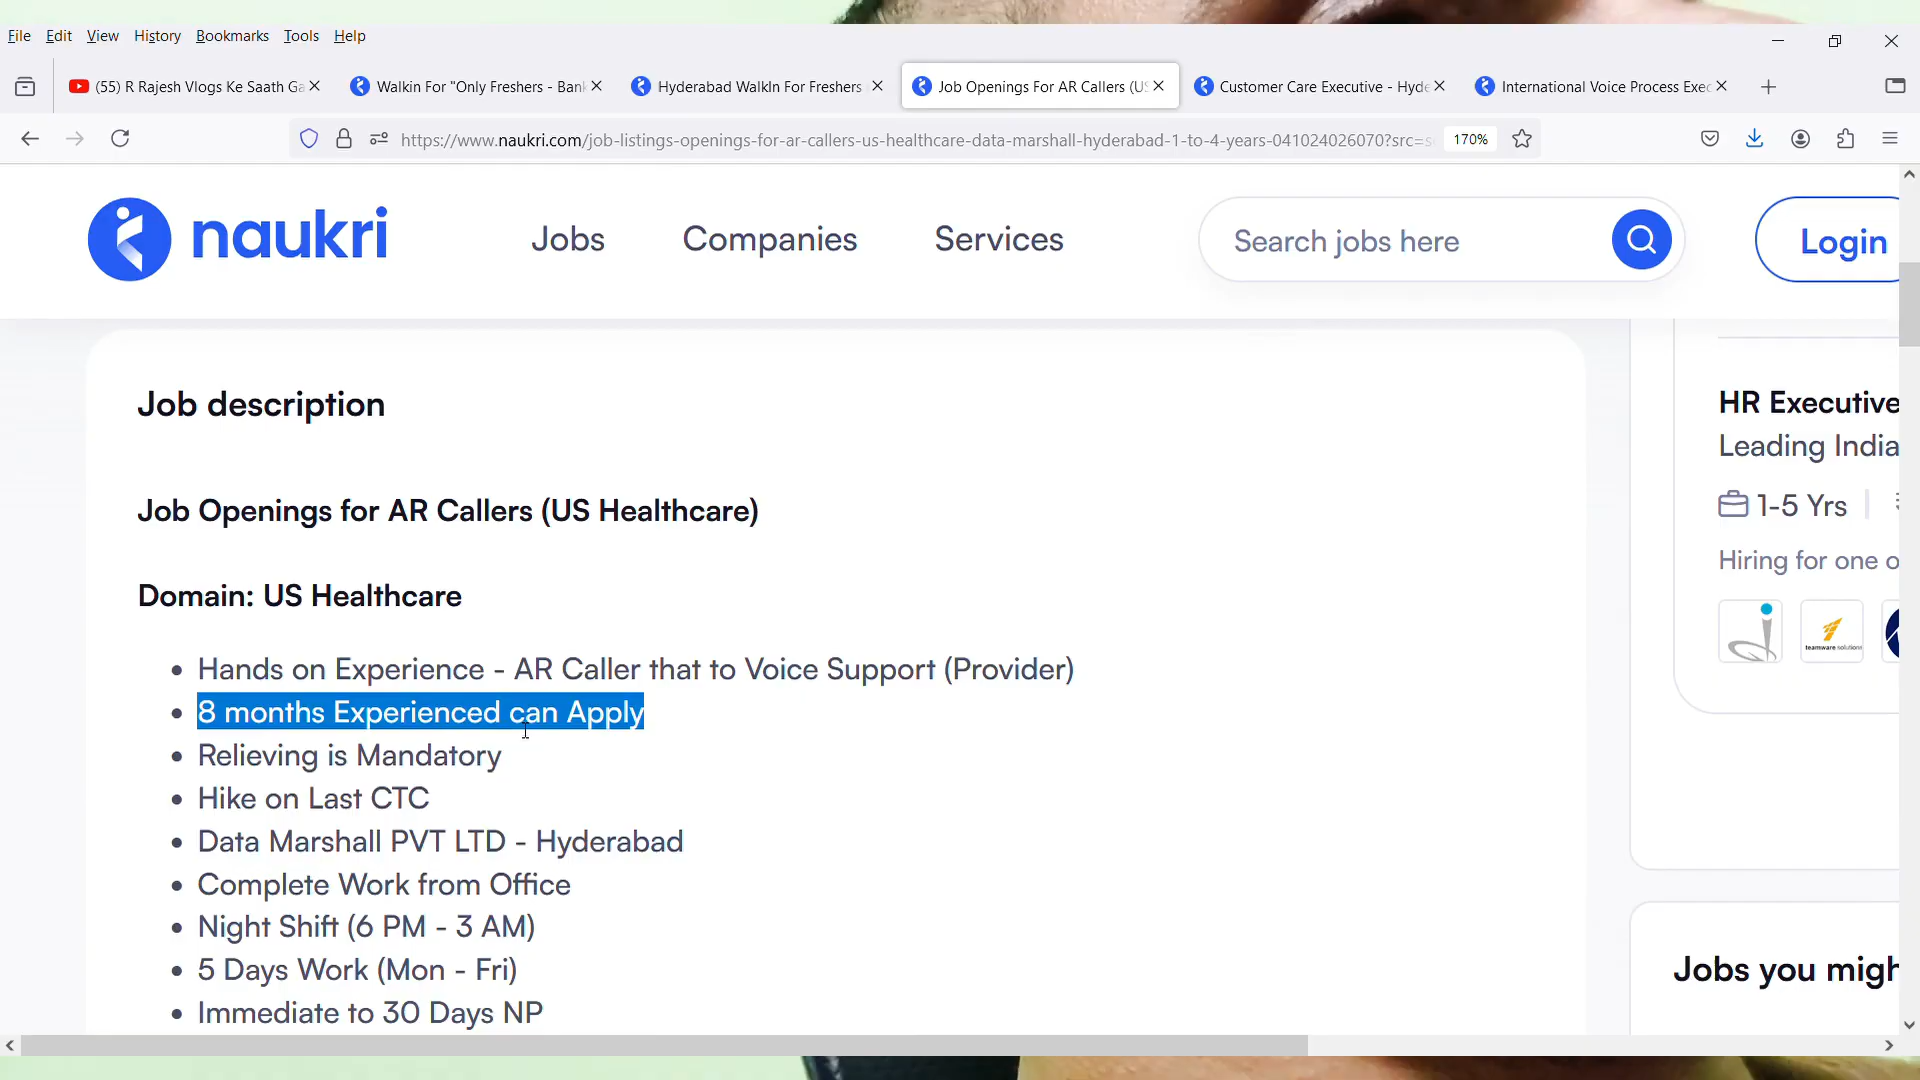 File Edit View History Bookmarks Tools Help
(55) R Rajesh Vlogs Ke Saath Ga
Walkin For "Only Freshers - Bank
Hyderabad WalkIn For Freshers
Job Openings For AR Callers (US
Customer Care Executive - Hyde
International Voice Process Exec
https://www.naukri.com/job-listings-openings-for-ar-callers-us-healthcare-data-marshall-hyderabad-1-to-4-years-041024026070?src=s
170%
naukri
Jobs Companies Services
Search jobs here
Login
Job description
Job Openings for AR Callers (US Healthcare)
Domain: US Healthcare
• Hands on Experience - AR Caller that to Voice Support (Provider)
• 8 months Experienced can Apply
• Relieving is Mandatory
• Hike on Last CTC
• Data Marshall PVT LTD - Hyderabad
• Complete Work from Office
• Night Shift (6 PM - 3 AM)
• 5 Days Work (Mon - Fri)
• Immediate to 30 Days NP
HR Executive
Leading India
1-5 Yrs
Hiring for one o
teamware solutions
Jobs you migh